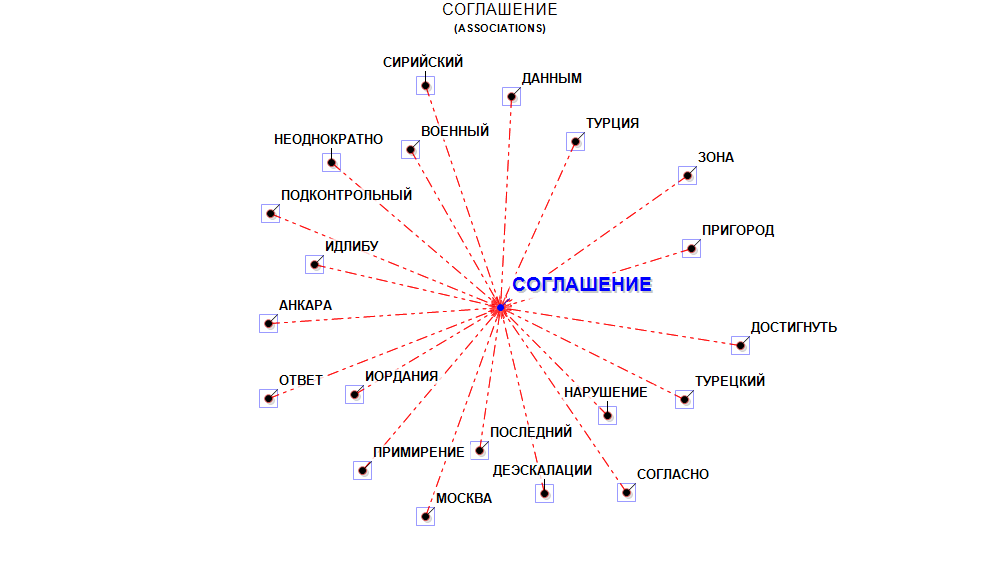 СОГЛАШЕНИЕ
(ASSOCIATIONS)
СИРИЙСКИЙ
ДАННЫМ
ТУРЦИЯ
ВОЕННЫЙ
НЕОДНОКРАТНО
ЗОНА
ПОДКОНТРОЛЬНЫЙ
ПРИГОРОД
ИДЛИБУ
СОГЛАШЕНИЕ
АНКАРА
ДОСТИГНУТЬ
ИОРДАНИЯ
ОТВЕТ
ТУРЕЦКИЙ
НАРУШЕНИЕ
ПОСЛЕДНИЙ
ПРИМИРЕНИЕ
ДЕЭСКАЛАЦИИ
СОГЛАСНО
МОСКВА